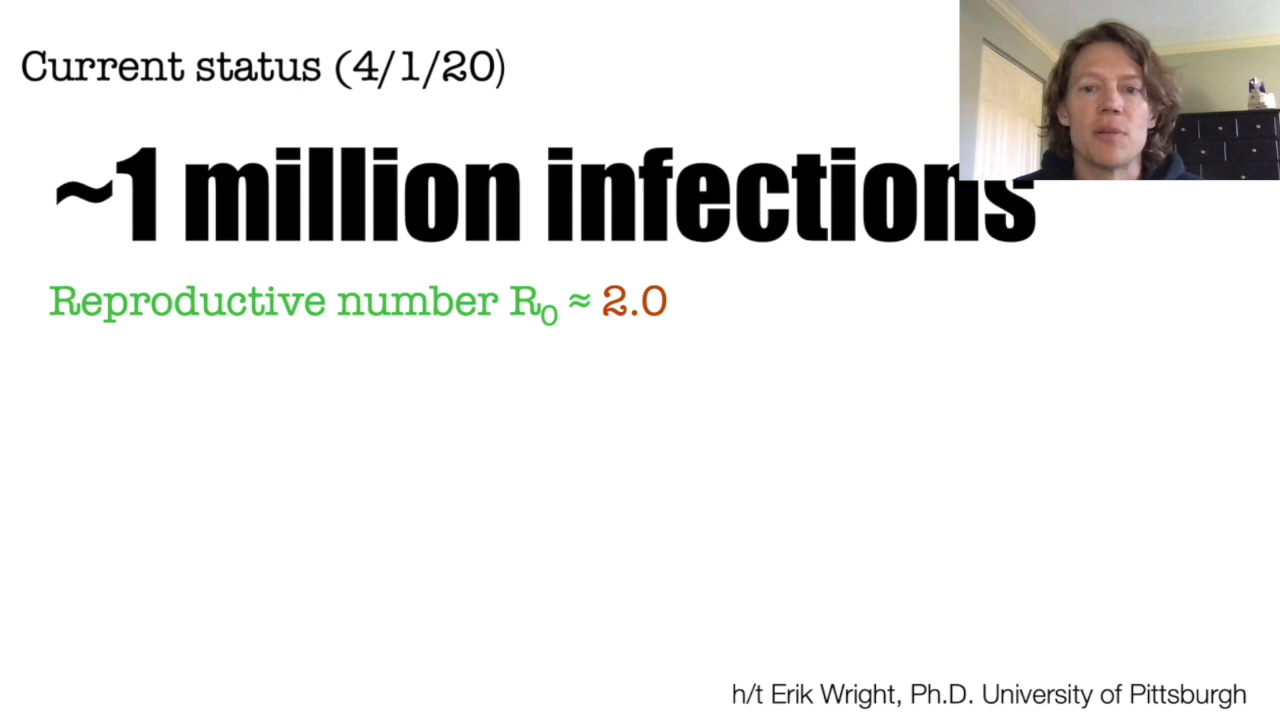 Current status (4/1/20)
~1 million infections
Reproductive number R₀ ≈ 2.0
h/t Erik Wright, Ph.D. University of Pittsburgh